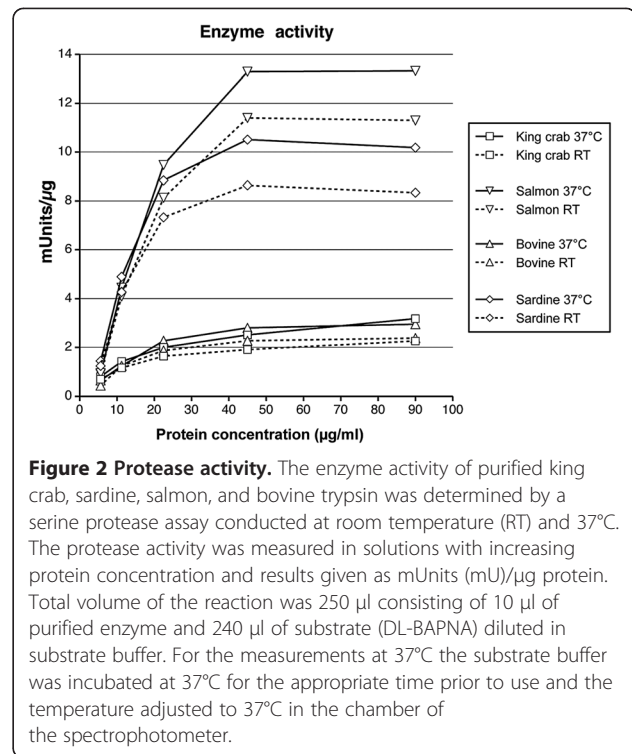 Enzyme activity
14
12
10
8
6
4
2
0
mUnits/µg
0 10 20 30 40 50 60 70 80 90 100
Protein concentration (µg/ml)
King crab 37°C
King crab RT
Salmon 37°C
Salmon RT
Bovine 37°C
Bovine RT
Sardine 37°C
Sardine RT
Figure 2 Protease activity. The enzyme activity of purified king
crab, sardine, salmon, and bovine trypsin was determined by a
serine protease assay conducted at room temperature (RT) and 37°C.
The protease activity was measured in solutions with increasing
protein concentration and results given as mUnits (mU)/µg protein.
Total volume of the reaction was 250 µl consisting of 10 µl of
purified enzyme and 240 µl of substrate (DL-BAPNA) diluted in
substrate buffer. For the measurements at 37°C the substrate buffer
was incubated at 37°C for the appropriate time prior to use and the
temperature adjusted to 37°C in the chamber of
the spectrophotometer.